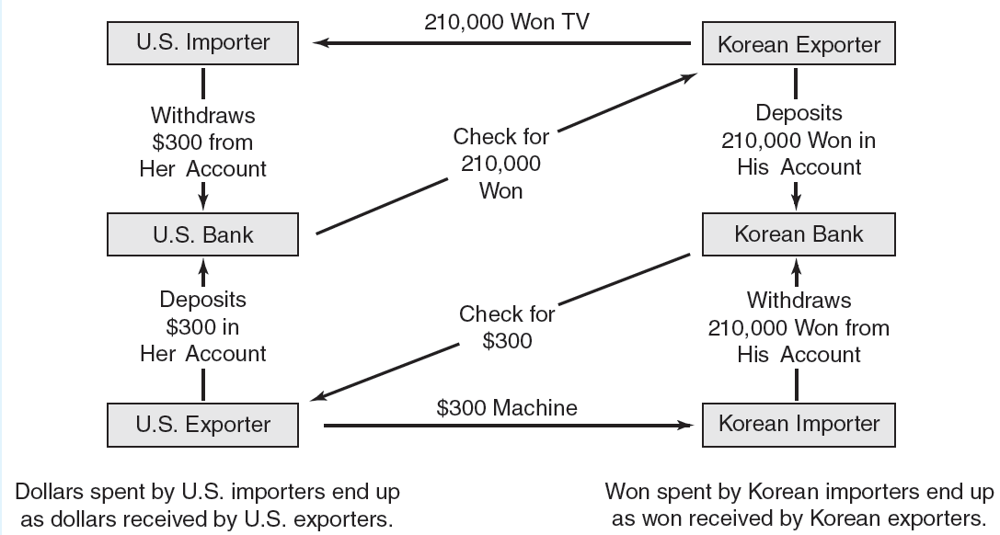 210,000 Won TV
U.S. Importer
Korean Exporter
Withdraws
$300 from
Her Account
Check for
210,000
Won
Deposits
210,000 Won in
His Account
U.S. Bank
Korean Bank
Deposits
$300 in
Her Account
Check for
$300
Withdraws
210,000 Won from
His Account
$300 Machine
U.S. Exporter
Korean Importer
Dollars spent by U.S. importers end up
as dollars received by U.S. exporters.
Won spent by Korean importers end up
as won received by Korean exporters.